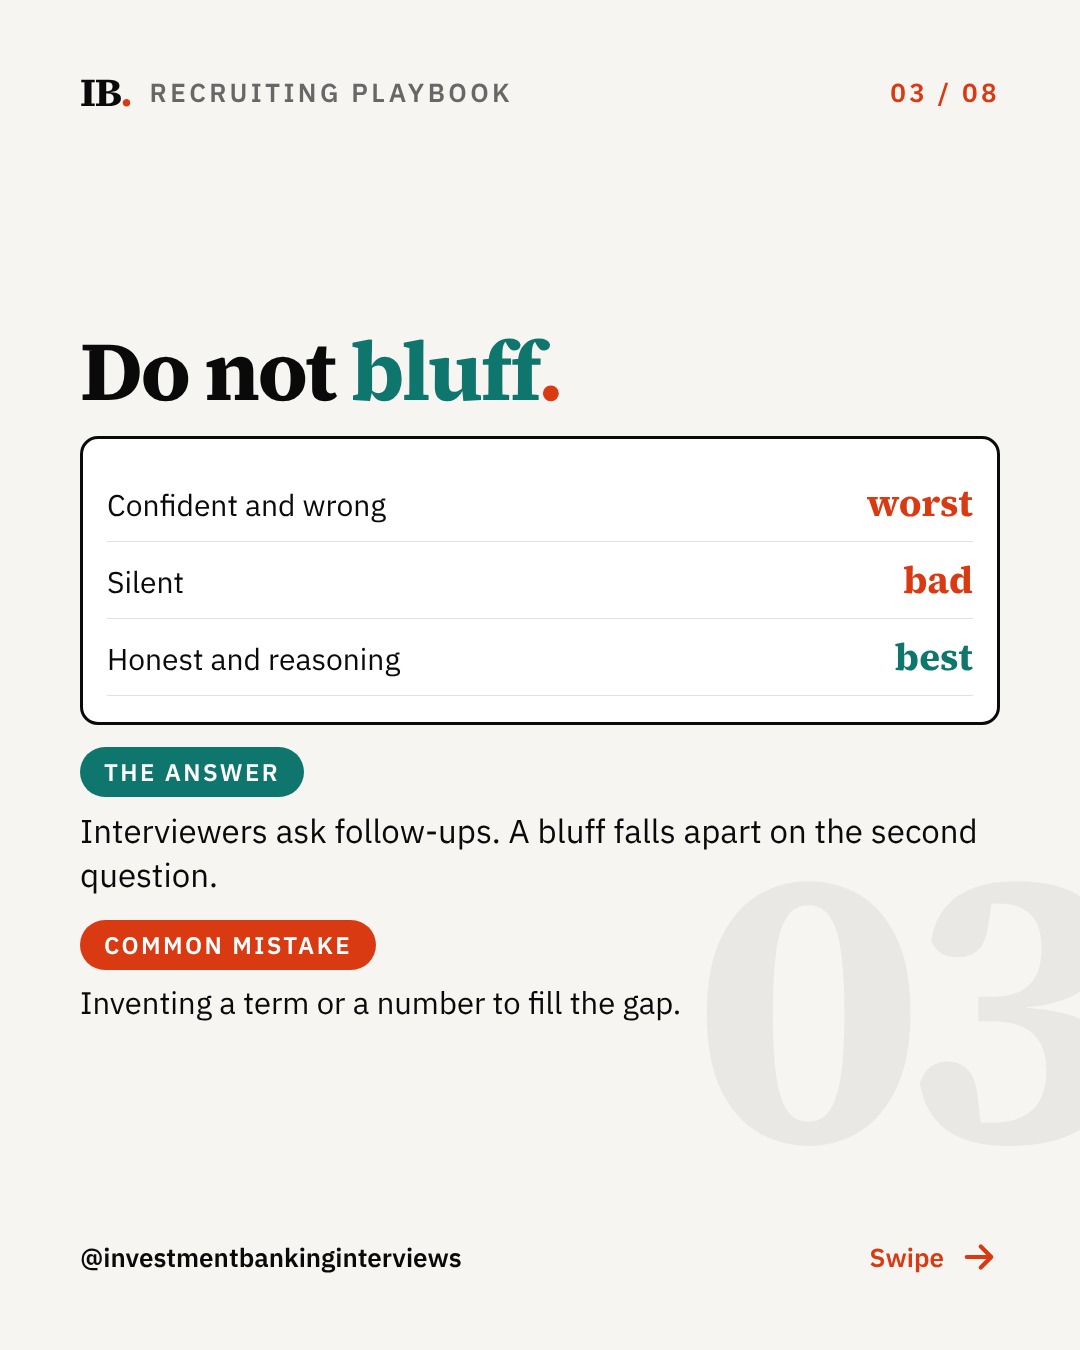 IB. RECRUITING PLAYBOOK
03 / 08
Do not bluff.
Confident and wrong worst
Silent bad
Honest and reasoning best
THE ANSWER
Interviewers ask follow-ups. A bluff falls apart on the second
question.
COMMON MISTAKE
Inventing a term or a number to fill the gap.
03
@investmentbankinginterviews
Swipe →